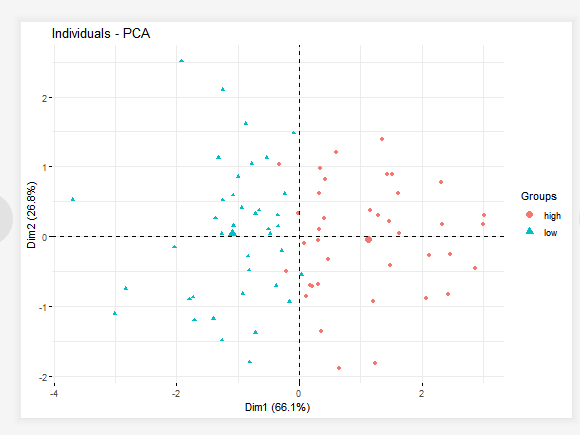 Individuals - PCA
Dim2 (26.8%)
2
1
0
-1
-2
-4
-2
0
2
Dim1 (66.1%)
Groups
high
low